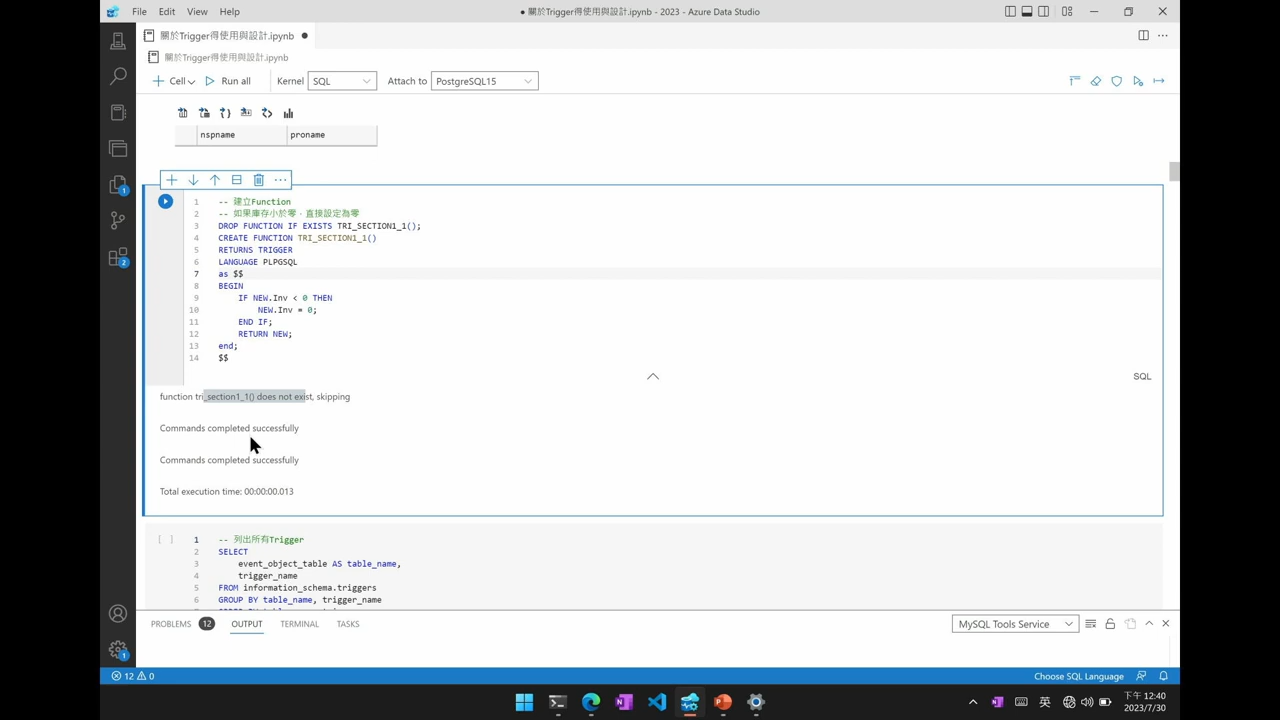 File Edit View Help
● 關於Trigger得使用與設計.ipynb - 2023 - Azure Data Studio
關於Trigger得使用與設計.ipynb ●
關於Trigger得使用與設計.ipynb
Cell Run all Kernel SQL Attach to PostgreSQL15
nspname proname
1 -- 建立Function
2 -- 如果庫存小於零，直接設定為零
3 DROP FUNCTION IF EXISTS TRI_SECTION1_1();
4 CREATE FUNCTION TRI_SECTION1_1()
5 RETURNS TRIGGER
6 LANGUAGE PLPGSQL
7 as $$
8 BEGIN
9 IF NEW.Inv < 0 THEN
10 NEW.Inv = 0;
11 END IF;
12 RETURN NEW;
13 end;
14 $$
SQL
function tri_section1_1() does not exist, skipping
Commands completed successfully
Commands completed successfully
Total execution time: 00:00:00.013
[ ] 1 -- 列出所有Trigger
2 SELECT
3 event_object_table AS table_name,
4 trigger_name
5 FROM information_schema.triggers
6 GROUP BY table_name, trigger_name
PROBLEMS 12 OUTPUT TERMINAL TASKS MySQL Tools Service
12 0 Choose SQL Language
英 下午 12:40
2023/7/30